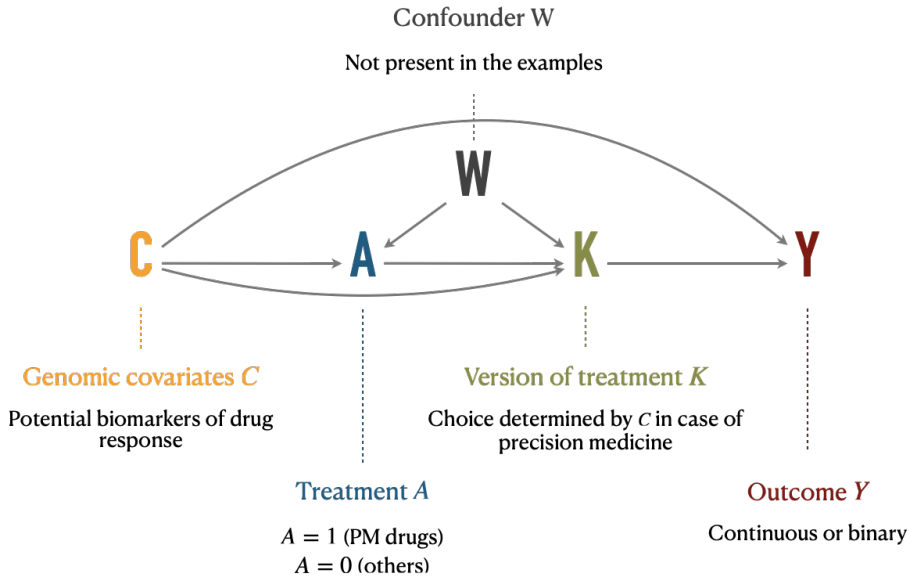 Confounder W
Not present in the examples
W
C
A
K
Y
Genomic covariates C
Potential biomarkers of drug
response
Version of treatment K
Choice determined by C in case of
precision medicine
Treatment A
A = 1 (PM drugs)
A = 0 (others)
Outcome Y
Continuous or binary